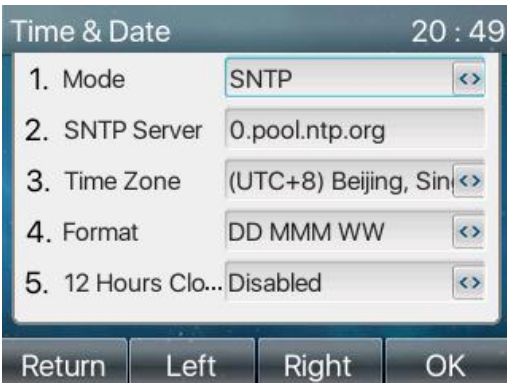 Time & Date 20 : 49
1. Mode SNTP
2. SNTP Server 0.pool.ntp.org
3. Time Zone (UTC+8) Beijing, Sin
4. Format DD MMM WW
5. 12 Hours Clo... Disabled
Return Left Right OK